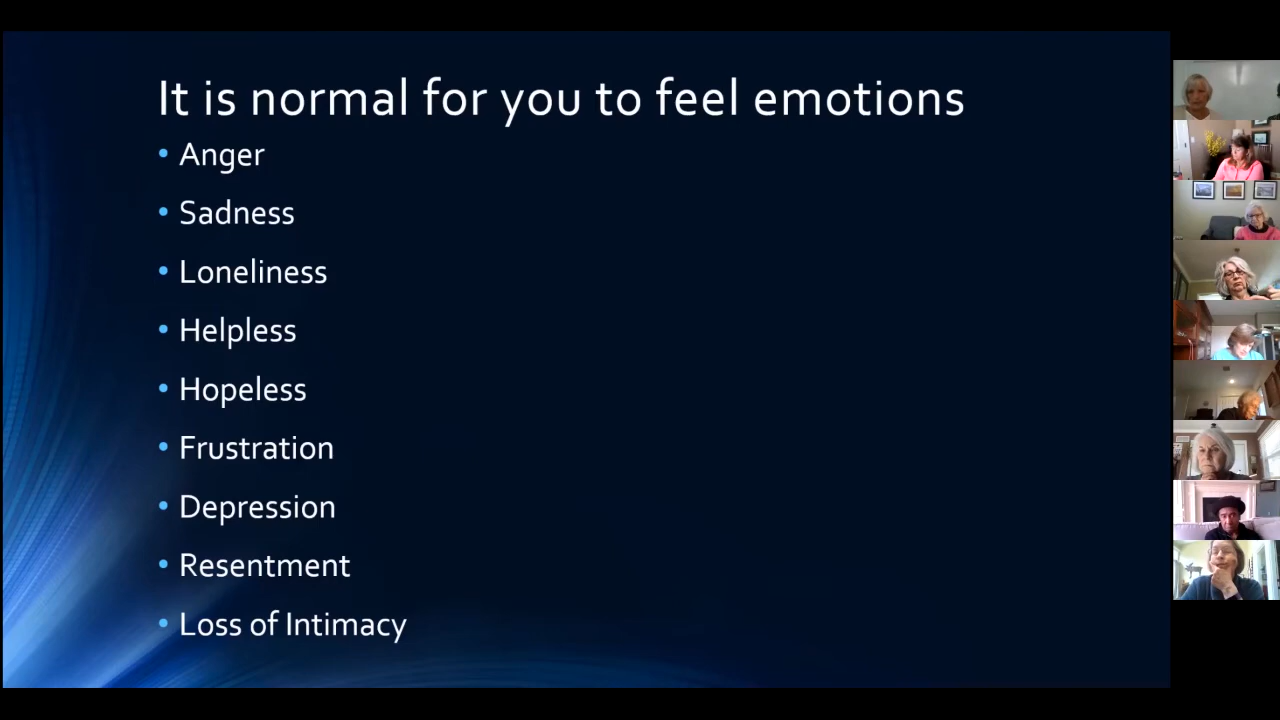 It is normal for you to feel emotions
• Anger
• Sadness
• Loneliness
• Helpless
• Hopeless
• Frustration
• Depression
• Resentment
• Loss of Intimacy